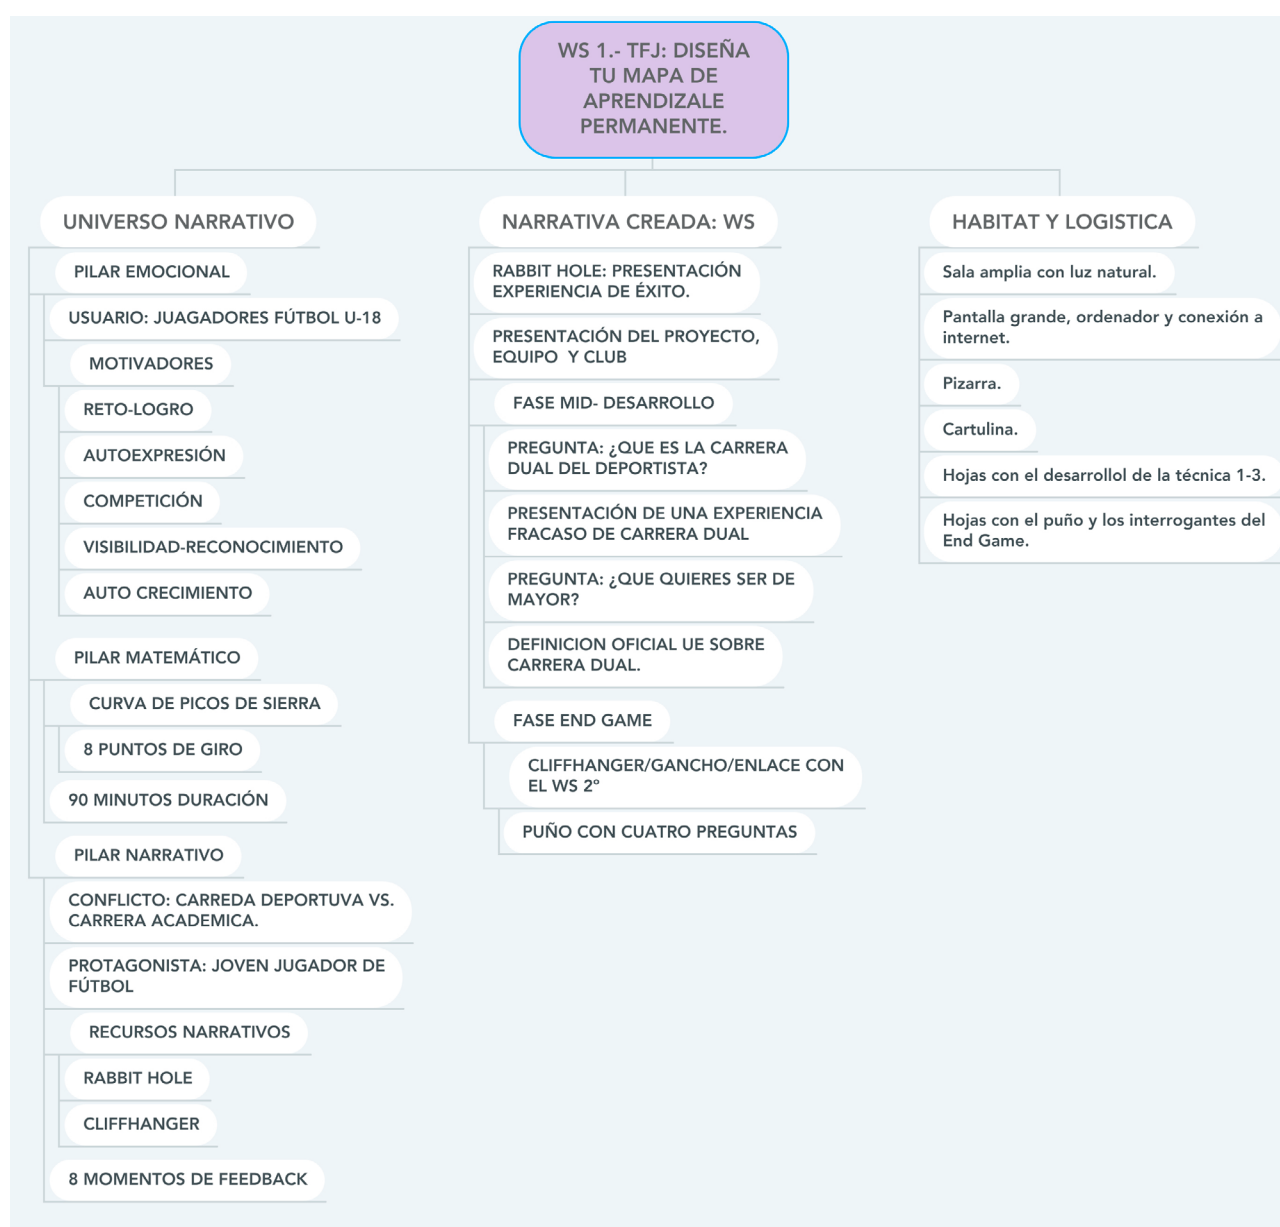 WS 1.- TFJ: DISEÑA
TU MAPA DE
APRENDIZALE
PERMANENTE.
UNIVERSO NARRATIVO
PILAR EMOCIONAL
USUARIO: JUAGADORES FÚTBOL U-18
MOTIVADORES
RETO-LOGRO
AUTOEXPRESIÓN
COMPETICIÓN
VISIBILIDAD-RECONOCIMIENTO
AUTO CRECIMIENTO
PILAR MATEMÁTICO
CURVA DE PICOS DE SIERRA
8 PUNTOS DE GIRO
90 MINUTOS DURACIÓN
PILAR NARRATIVO
CONFLICTO: CARREDA DEPORTUVA VS.
CARRERA ACADEMICA.
PROTAGONISTA: JOVEN JUGADOR DE
FÚTBOL
RECURSOS NARRATIVOS
RABBIT HOLE
CLIFFHANGER
8 MOMENTOS DE FEEDBACK
NARRATIVA CREADA: WS
RABBIT HOLE: PRESENTACIÓN
EXPERIENCIA DE ÉXITO.
PRESENTACIÓN DEL PROYECTO,
EQUIPO  Y CLUB
FASE MID- DESARROLLO
PREGUNTA: ¿QUE ES LA CARRERA
DUAL DEL DEPORTISTA?
PRESENTACIÓN DE UNA EXPERIENCIA
FRACASO DE CARRERA DUAL
PREGUNTA: ¿QUE QUIERES SER DE
MAYOR?
DEFINICION OFICIAL UE SOBRE
CARRERA DUAL.
FASE END GAME
CLIFFHANGER/GANCHO/ENLACE CON
EL WS 2º
PUÑO CON CUATRO PREGUNTAS
HABITAT Y LOGISTICA
Sala amplia con luz natural.
Pantalla grande, ordenador y conexión a
internet.
Pizarra.
Cartulina.
Hojas con el desarrollol de la técnica 1-3.
Hojas con el puño y los interrogantes del
End Game.